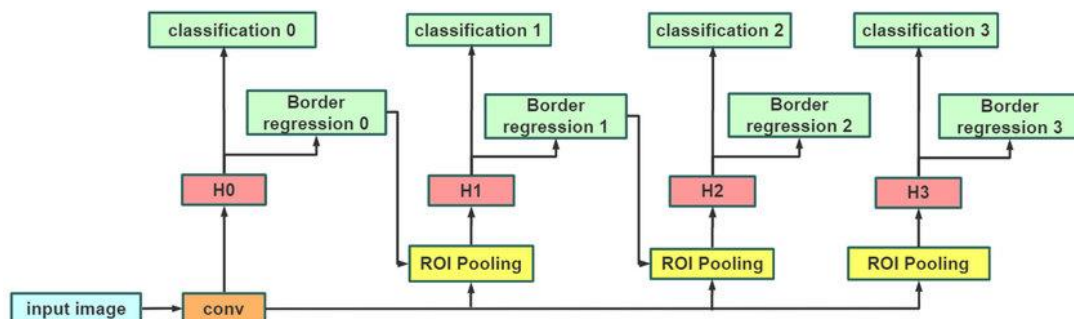 classification 0
classification 1
classification 2
classification 3
Border
regression 0
Border
regression 1
Border
regression 2
Border
regression 3
H0
H1
H2
H3
ROI Pooling
ROI Pooling
ROI Pooling
input image
conv